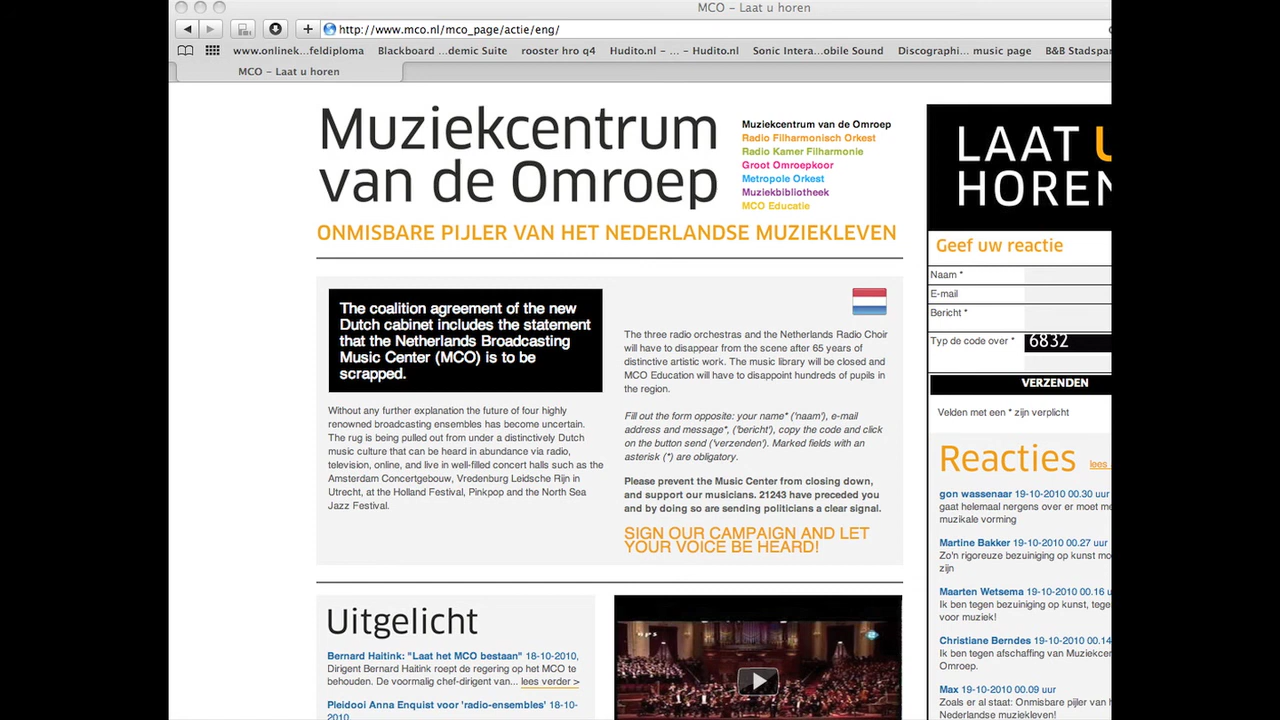 MCO – Laat u horen
http://www.mco.nl/mco_page/actie/eng/
www.onlinek...feldiploma Blackboard ...demic Suite rooster hro q4 Hudito.nl – ... – Hudito.nl Sonic Intera...obile Sound Discographi... music page B&B Stadspar
MCO – Laat u horen
Muziekcentrum
van de Omroep
Muziekcentrum van de Omroep
Radio Filharmonisch Orkest
Radio Kamer Filharmonie
Groot Omroepkoor
Metropole Orkest
Muziekbibliotheek
MCO Educatie
ONMISBARE PIJLER VAN HET NEDERLANDSE MUZIEKLEVEN
The coalition agreement of the new
Dutch cabinet includes the statement
that the Netherlands Broadcasting
Music Center (MCO) is to be
scrapped.
Without any further explanation the future of four highly
renowned broadcasting ensembles has become uncertain.
The rug is being pulled out from under a distinctively Dutch
music culture that can be heard in abundance via radio,
television, online, and live in well-filled concert halls such as the
Amsterdam Concertgebouw, Vredenburg Leidsche Rijn in
Utrecht, at the Holland Festival, Pinkpop and the North Sea
Jazz Festival.
The three radio orchestras and the Netherlands Radio Choir
will have to disappear from the scene after 65 years of
distinctive artistic work. The music library will be closed and
MCO Education will have to disappoint hundreds of pupils in
the region.
Fill out the form opposite: your name* ('naam'), e-mail
address and message*, ('bericht'), copy the code and click
on the button send ('verzenden'). Marked fields with an
asterisk (*) are obligatory.
Please prevent the Music Center from closing down,
and support our musicians. 21243 have preceded you
and by doing so are sending politicians a clear signal.
SIGN OUR CAMPAIGN AND LET
YOUR VOICE BE HEARD!
Uitgelicht
Bernard Haitink: "Laat het MCO bestaan" 18-10-2010,
Dirigent Bernard Haitink roept de regering op het MCO te
behouden. De voormalig chef-dirigent van... lees verder >
Pleidooi Anna Enquist voor 'radio-ensembles' 18-10-
2010,
LAAT U
HOREN
Geef uw reactie
Naam *
E-mail
Bericht *
Typ de code over * 6832
VERZENDEN
Velden met een * zijn verplicht
Reacties lees
gon wassenaar 19-10-2010 00.30 uur
gaat helemaal nergens over er moet me
muzikale vorming
Martine Bakker 19-10-2010 00.27 uur
Zo'n rigoreuze bezuiniging op kunst mo
zijn
Maarten Wetsema 19-10-2010 00.16 u
Ik ben tegen bezuiniging op kunst, tege
voor muziek!
Christiane Berndes 19-10-2010 00.14
Ik ben tegen afschaffing van Muziekcer
Omroep.
Max 19-10-2010 00.09 uur
Zoals er al staat: Onmisbare pijler van h
Nederlandse muziekleven!